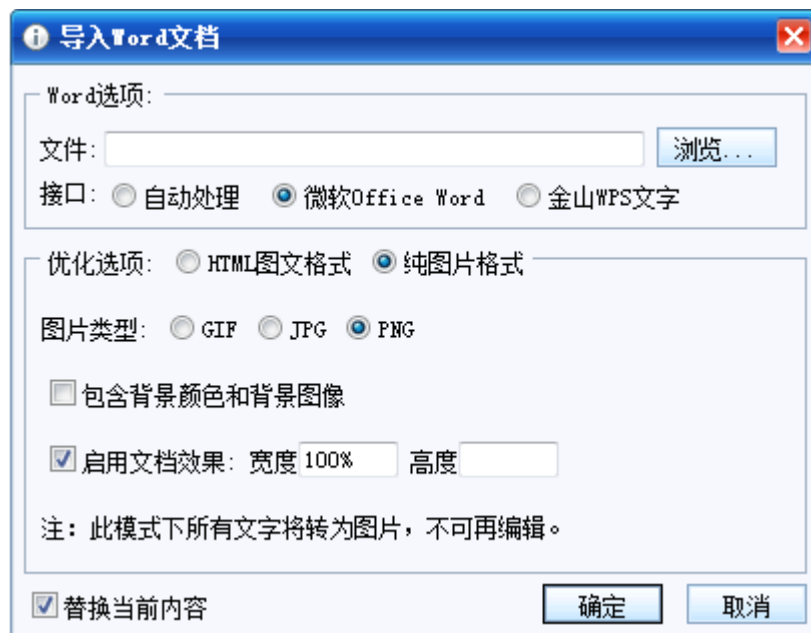 导入Word文档
Word选项:
文件: 浏览...
接口: 自动处理 微软Office Word 金山WPS文字
优化选项: HTML图文格式 纯图片格式
图片类型: GIF JPG PNG
包含背景颜色和背景图像
启用文档效果: 宽度 100% 高度
注：此模式下所有文字将转为图片，不可再编辑。
替换当前内容 确定 取消